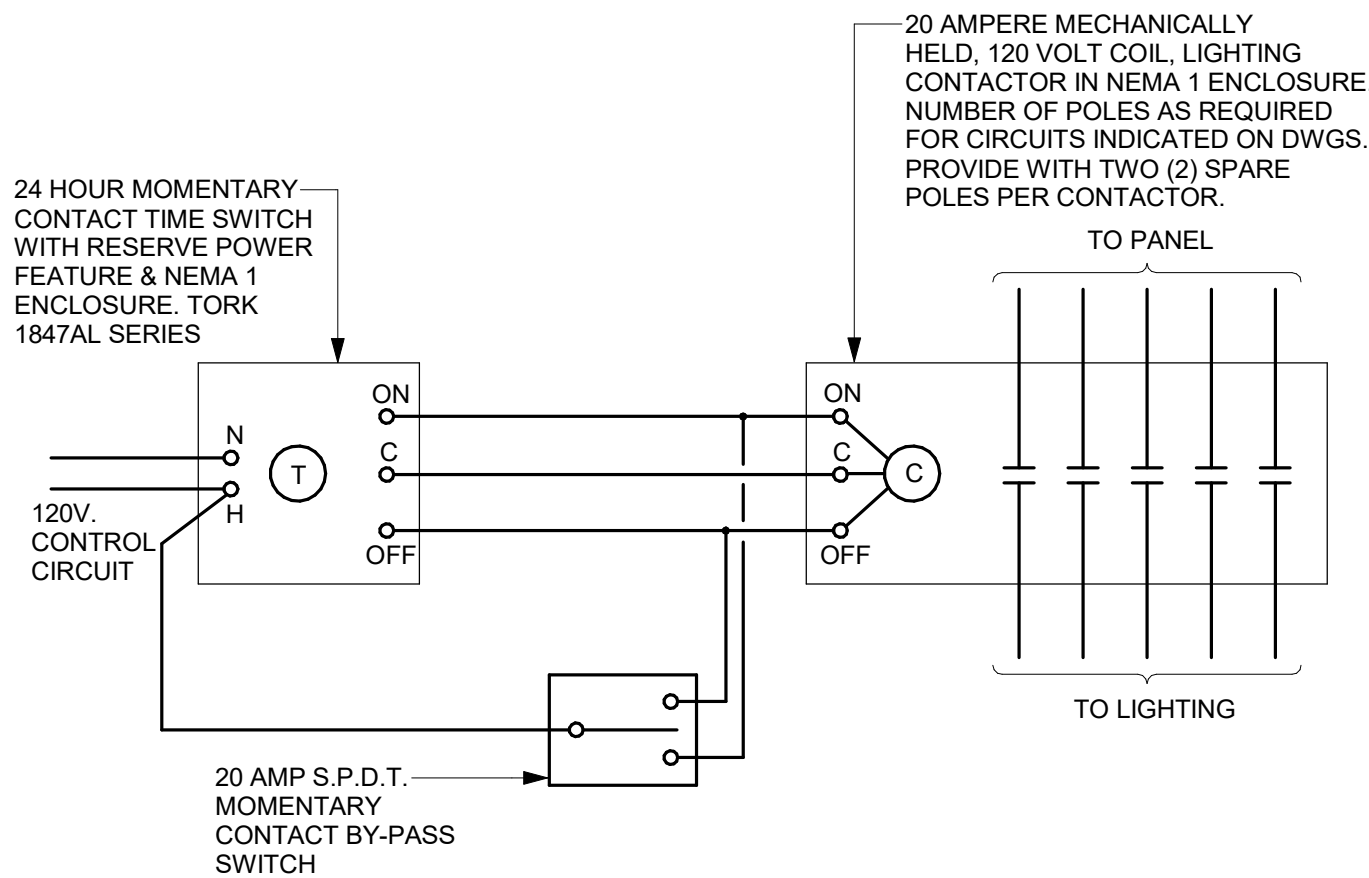 20 AMPERE MECHANICALLY
HELD, 120 VOLT COIL, LIGHTING
CONTACTOR IN NEMA 1 ENCLOSURE
NUMBER OF POLES AS REQUIRED
FOR CIRCUITS INDICATED ON DWGS.
PROVIDE WITH TWO (2) SPARE
POLES PER CONTACTOR.
24 HOUR MOMENTARY
CONTACT TIME SWITCH
WITH RESERVE POWER
FEATURE & NEMA 1
ENCLOSURE. TORK
1847AL SERIES
TO PANEL
N
H
T
ON
C
OFF
ON
C
OFF
C
120V.
CONTROL
CIRCUIT
TO LIGHTING
20 AMP S.P.D.T.
MOMENTARY
CONTACT BY-PASS
SWITCH